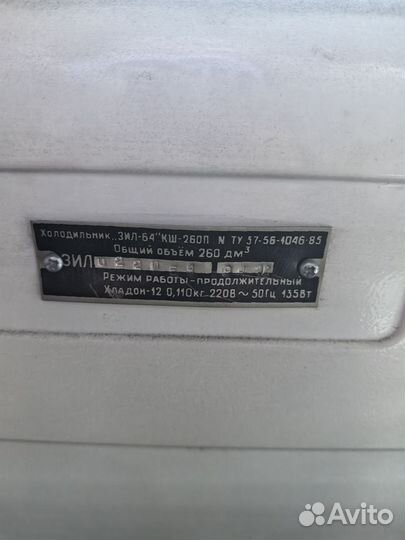 Холодильник „ЗИЛ-64" КШ-260П N ТУ 37-56-1046-85
Общий объём 260 дм³
ЗИЛ
Режим работы-продолжительный
Хладон-12 0,110кг 220В ~ 50Гц 135Вт
Avito